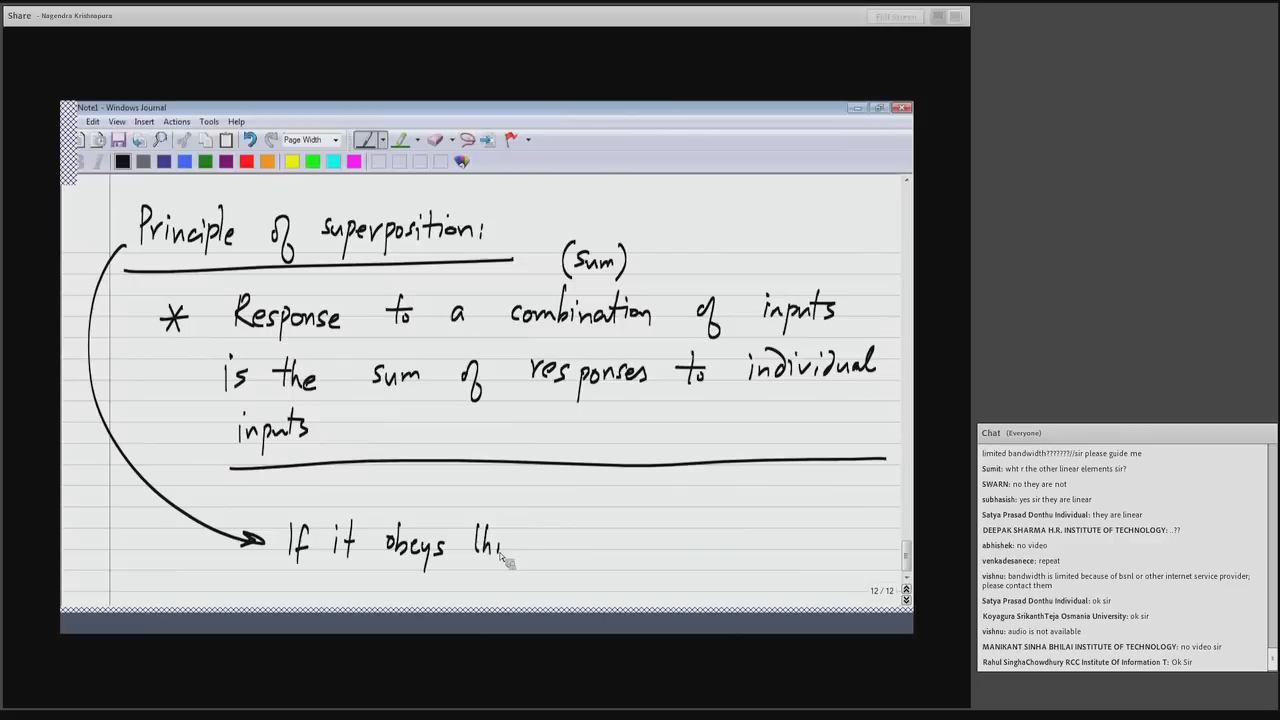 Share - Nagendra Krishnapura
Full Screen
Note1 - Windows Journal
Edit View Insert Actions Tools Help
Page Width
Principle of superposition:
(sum)
* Response to a combination of inputs
is the sum of responses to individual
inputs
If it obeys
12 / 12
Chat (Everyone)
limited bandwidth???????//sir please guide me
Sumit: wht r the other linear elements sir?
SWARN: no they are not
subhasish: yes sir they are linear
Satya Prasad Donthu Individual: they are linear
DEEPAK SHARMA H.R. INSTITUTE OF TECHNOLOGY: ..??
abhishek: no video
venkadesanece: repeat
vishnu: bandwidth is limited because of bsnl or other internet service provider;
please contact them
Satya Prasad Donthu Individual: ok sir
Koyagura SrikanthTeja Osmania University: ok sir
vishnu: audio is not available
MANIKANT SINHA BHILAI INSTITUTE OF TECHNOLOGY: no video sir
Rahul SinghaChowdhury RCC Institute Of Information T: Ok Sir